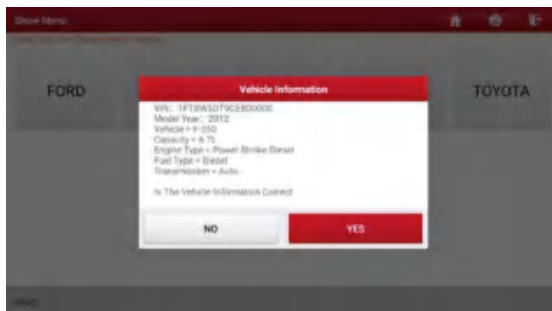 Show Menu
FORD
TOYOTA
Vehicle Information
Model Year: 2012
Vehicle = F-350
Capacity = 6.7L
Engine Type = Power Stroke Diesel
Fuel Type = Diesel
Transmission = Auto
Is The Vehicle Information Correct
NO
YES